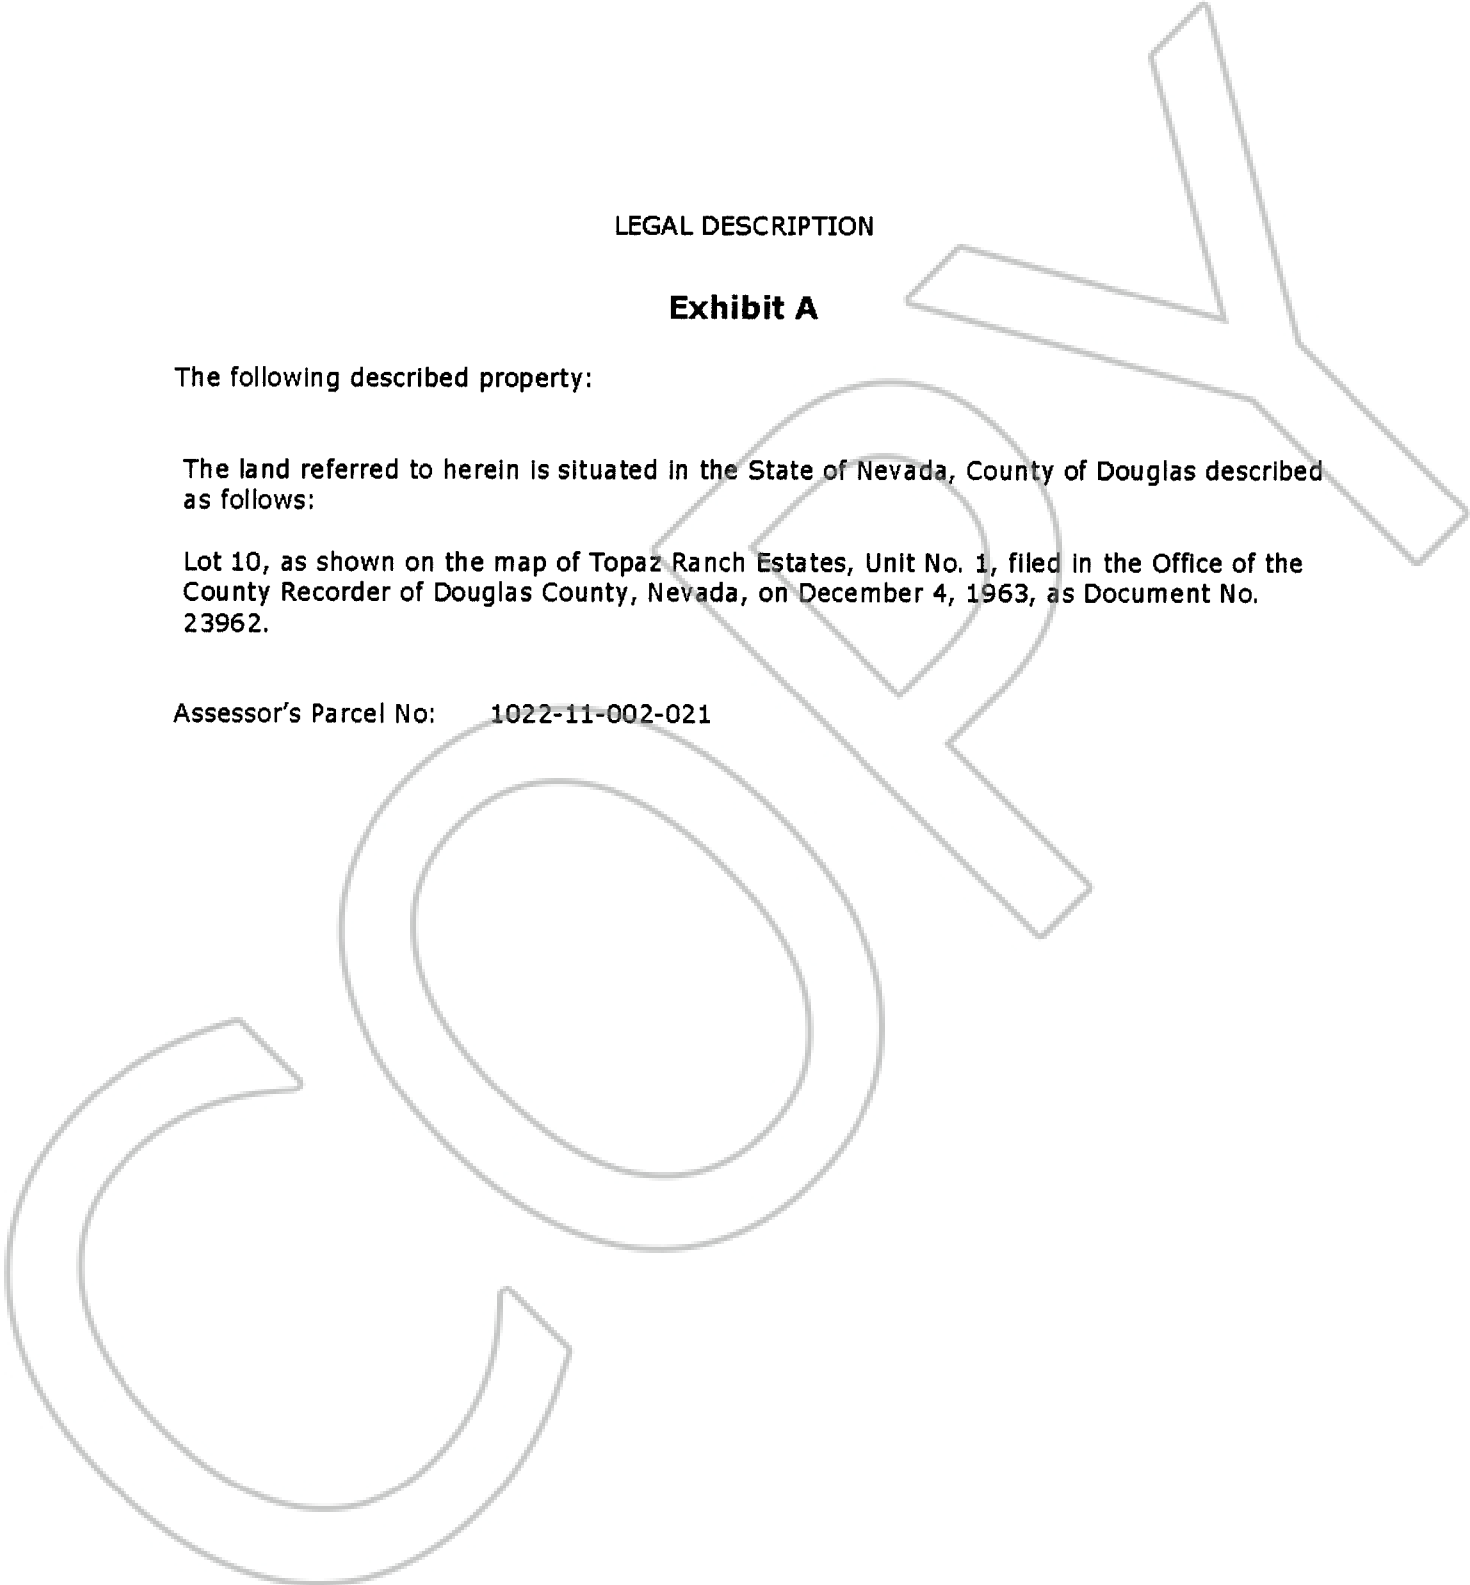 LEGAL DESCRIPTION
Exhibit A
The following described property:
The land referred to herein is situated in the State of Nevada, County of Douglas described
as follows:
Lot 10, as shown on the map of Topaz Ranch Estates, Unit No. 1, filed in the Office of the
County Recorder of Douglas County, Nevada, on December 4, 1963, as Document No.
23962.
Assessor's Parcel No: 1022-11-002-021
COPY